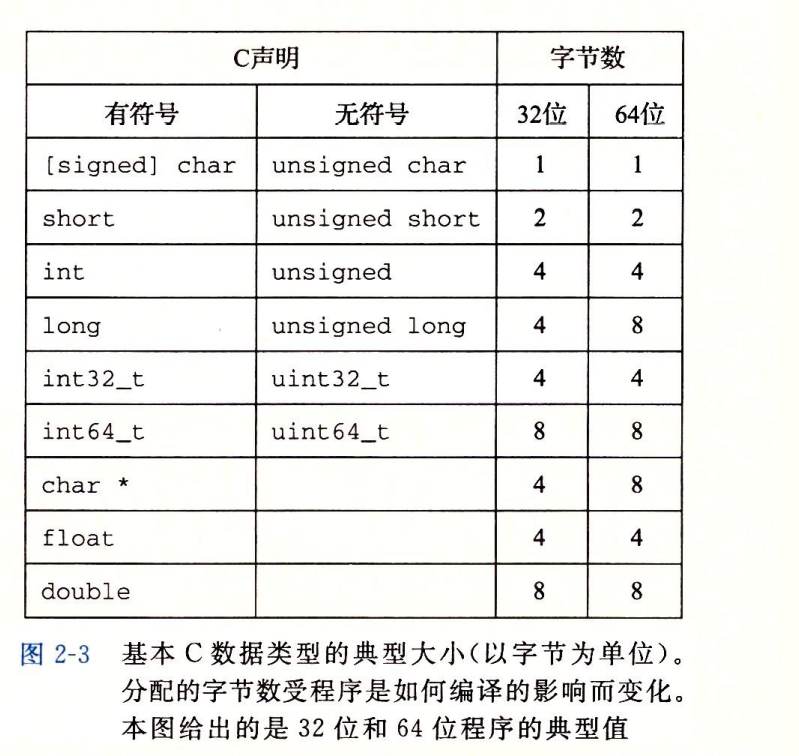 C声明 字节数
有符号 无符号 32位 64位
[signed] char unsigned char 1 1
short unsigned short 2 2
int unsigned 4 4
long unsigned long 4 8
int32_t uint32_t 4 4
int64_t uint64_t 8 8
char * 4 8
float 4 4
double 8 8
图 2-3 基本 C 数据类型的典型大小(以字节为单位)。
分配的字节数受程序是如何编译的影响而变化。
本图给出的是 32 位和 64 位程序的典型值